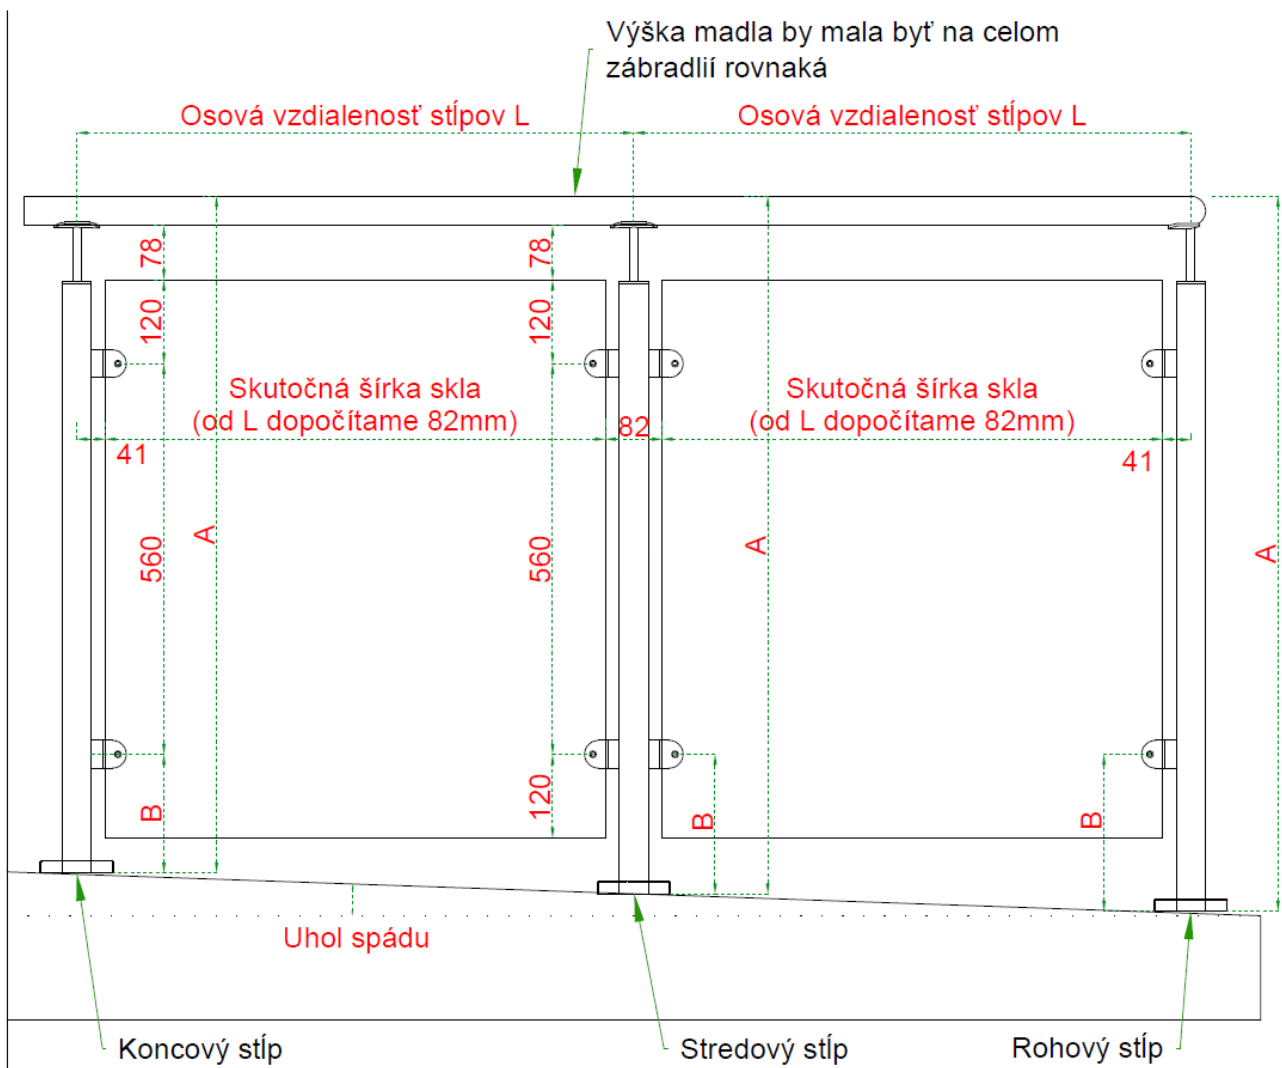 Výška madla by mala byť na celom
zábradlií rovnaká
Osová vzdialenosť stĺpov L
Osová vzdialenosť stĺpov L
78
78
120
120
Skutočná šírka skla
(od L dopočítame 82mm)
Skutočná šírka skla
(od L dopočítame 82mm)
82
41
41
A
A
A
560
560
B
120
B
B
Uhol spádu
Koncový stĺp
Stredový stĺp
Rohový stĺp